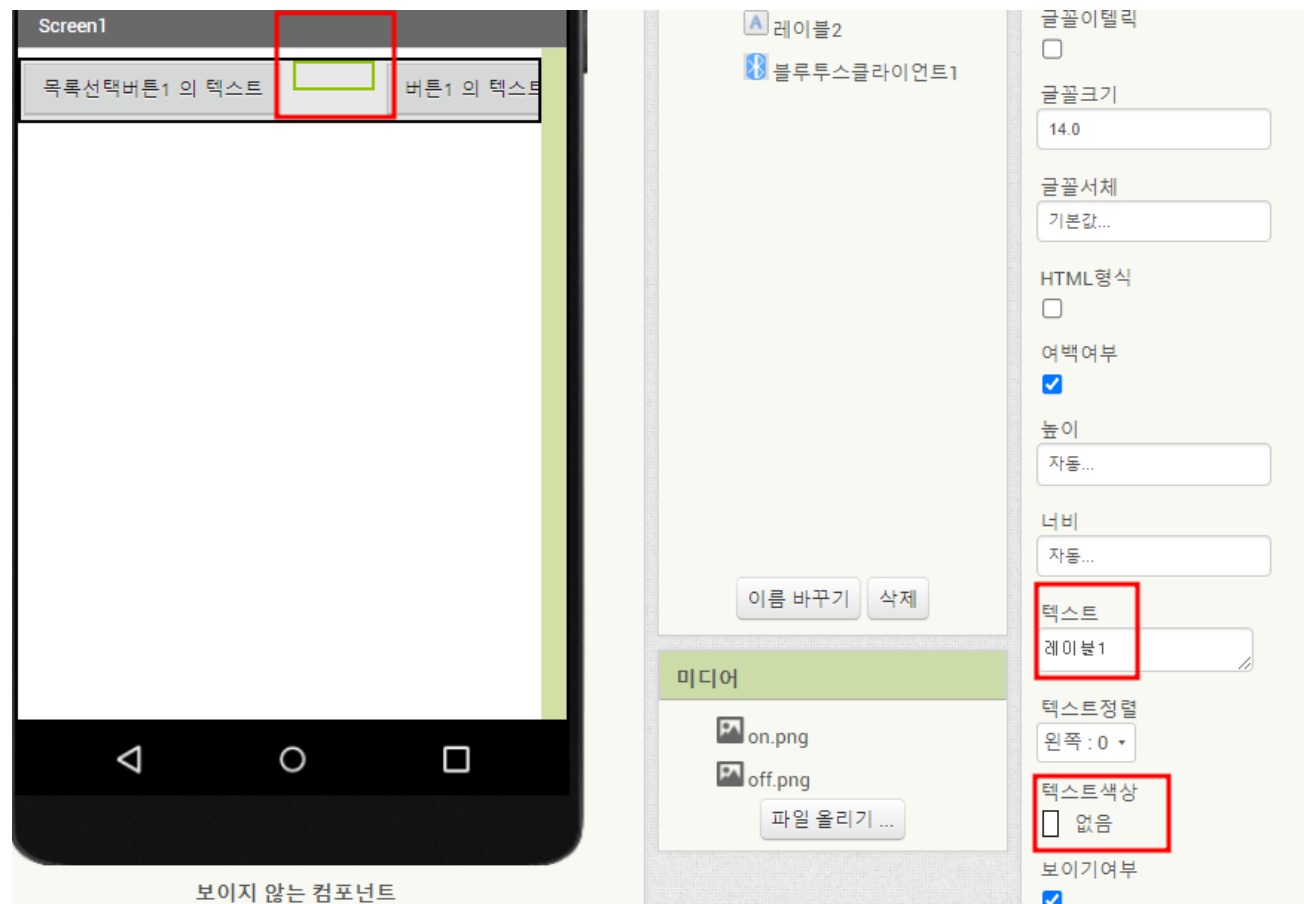 Screen1
목록선택버튼1 의 텍스트
버튼1 의 텍스트
보이지 않는 컴포넌트
레이블2
블루투스클라이언트1
이름 바꾸기
삭제
미디어
on.png
off.png
파일 올리기 ...
글꼴이텔릭
글꼴크기
14.0
글꼴서체
기본값...
HTML형식
여백여부
높이
자동...
너비
자동...
텍스트
레이블1
텍스트정렬
왼쪽 : 0
텍스트색상
없음
보이기여부